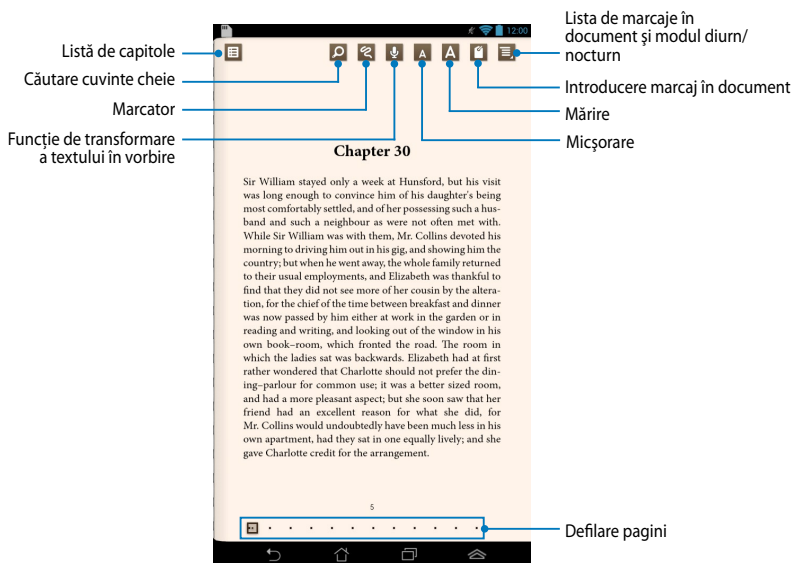 12:00
Listă de capitole
Căutare cuvinte cheie
Marcator
Funcție de transformare
a textului în vorbire
Lista de marcaje în
document și modul diurn/
nocturn
Introducere marcaj în document
Mărire
Micșorare
A
A
Chapter 30
Sir William stayed only a week at Hunsford, but his visit
was long enough to convince him of his daughter's being
most comfortably settled, and of her possessing such a hus-
band and such a neighbour as were not often met with.
While Sir William was with them, Mr. Collins devoted his
morning to driving him out in his gig, and showing him the
country; but when he went away, the whole family returned
to their usual employments, and Elizabeth was thankful to
find that they did not see more of her cousin by the altera-
tion, for the chief of the time between breakfast and dinner
was now passed by him either at work in the garden or in
reading and writing, and looking out of the window in his
own book–room, which fronted the road. The room in
which the ladies sat was backwards. Elizabeth had at first
rather wondered that Charlotte should not prefer the din-
ing–parlour for common use; it was a better sized room,
and had a more pleasant aspect; but she soon saw that her
friend had an excellent reason for what she did, for
Mr. Collins would undoubtedly have been much less in his
own apartment, had they sat in one equally lively; and she
gave Charlotte credit for the arrangement.
5
Defilare pagini